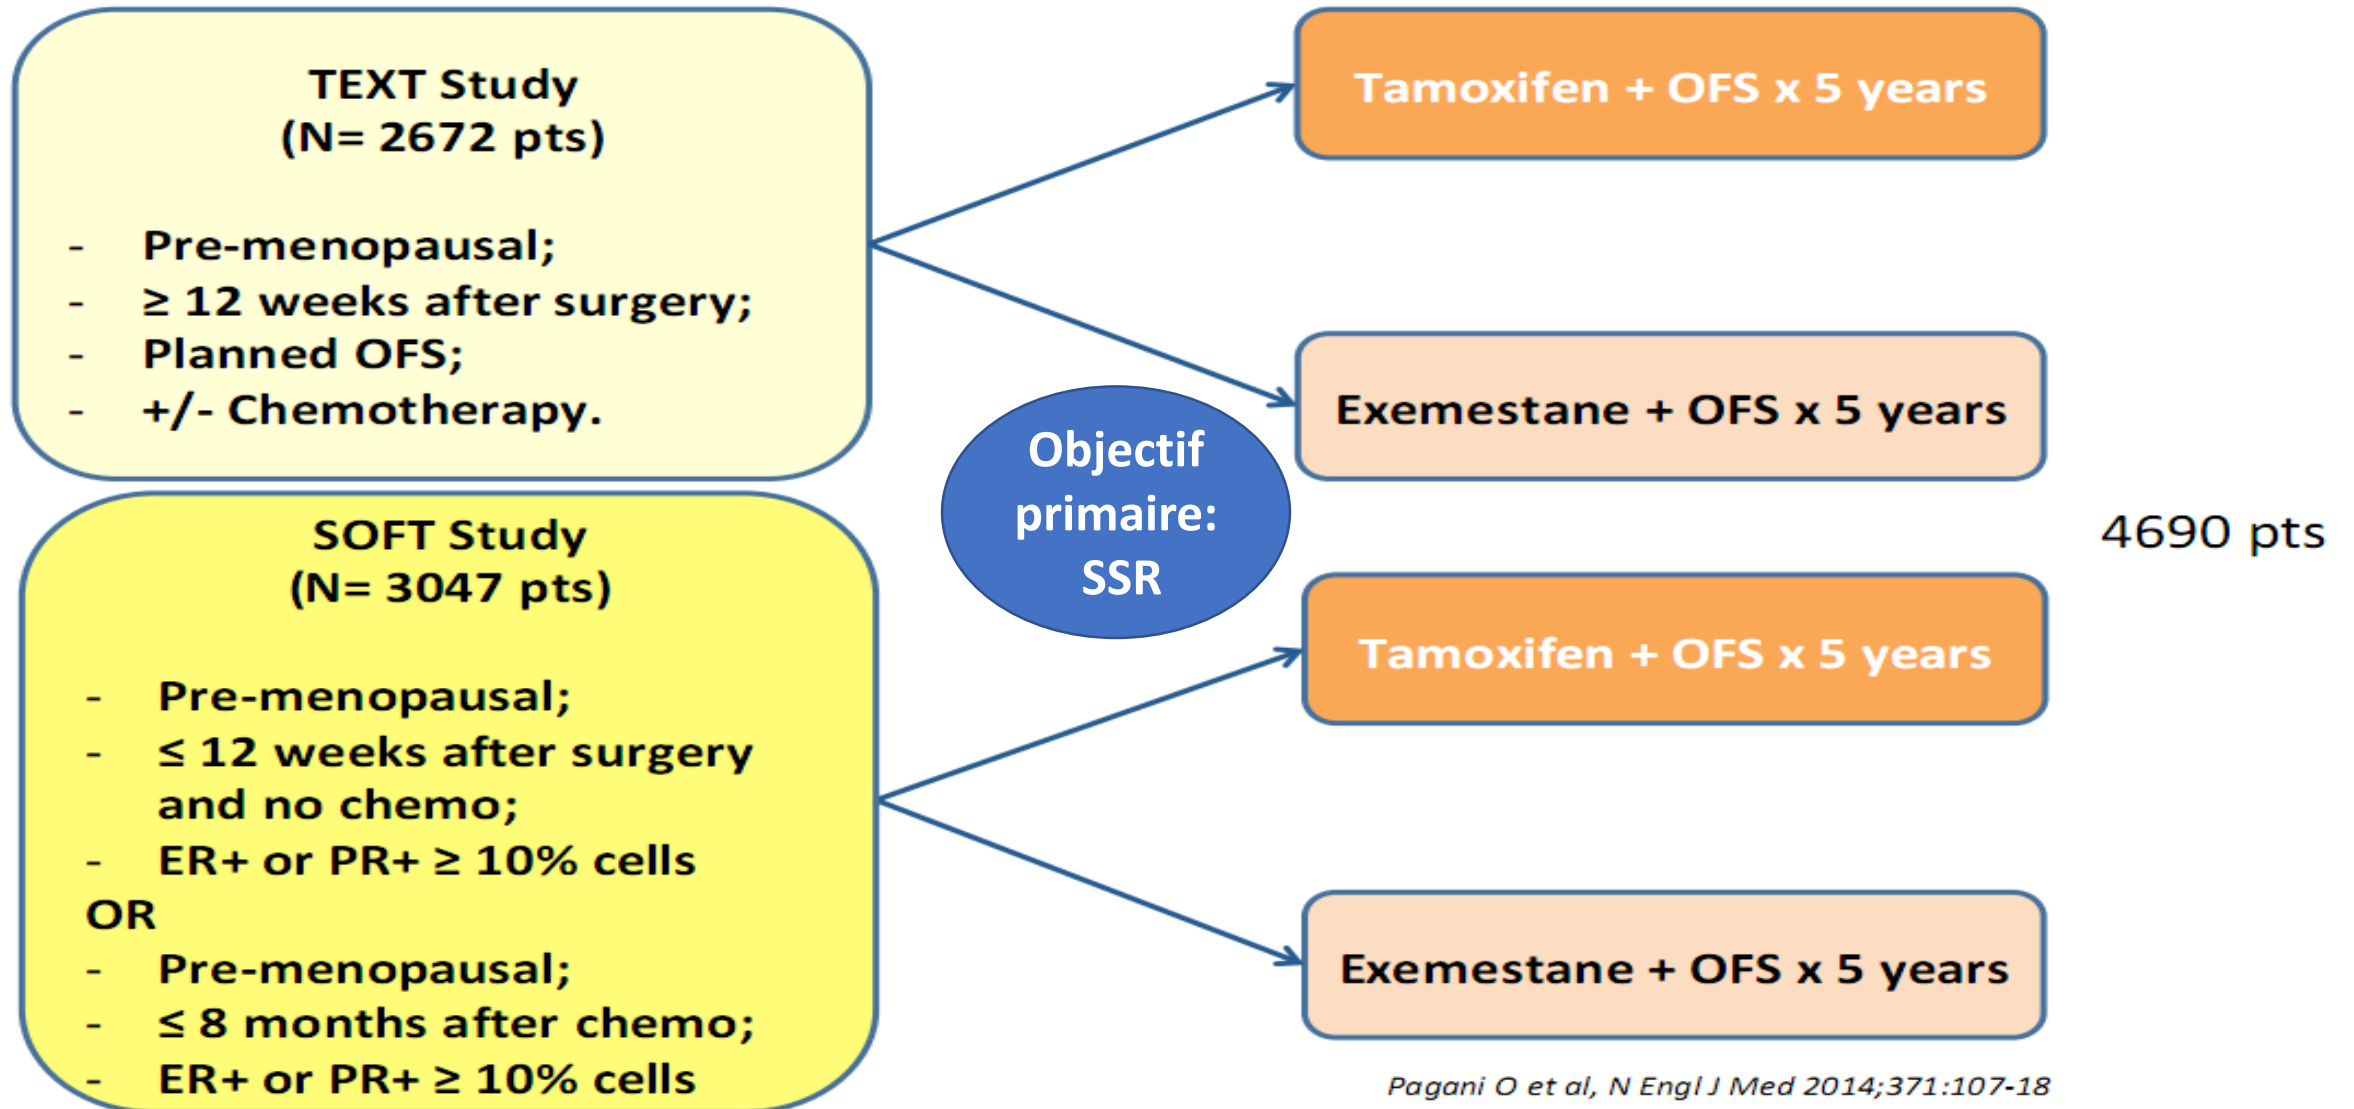 TEXT Study
(N= 2672 pts)
- Pre-menopausal;
- ≥ 12 weeks after surgery;
- Planned OFS;
- +/- Chemotherapy.
SOFT Study
(N= 3047 pts)
- Pre-menopausal;
- ≤ 12 weeks after surgery
and no chemo;
- ER+ or PR+ ≥ 10% cells
OR
- Pre-menopausal;
- ≤ 8 months after chemo;
- ER+ or PR+ ≥ 10% cells
Objectif
primaire:
SSR
Tamoxifen + OFS x 5 years
Exemestane + OFS x 5 years
Tamoxifen + OFS x 5 years
Exemestane + OFS x 5 years
4690 pts
Pagani O et al, N Engl J Med 2014;371:107-18